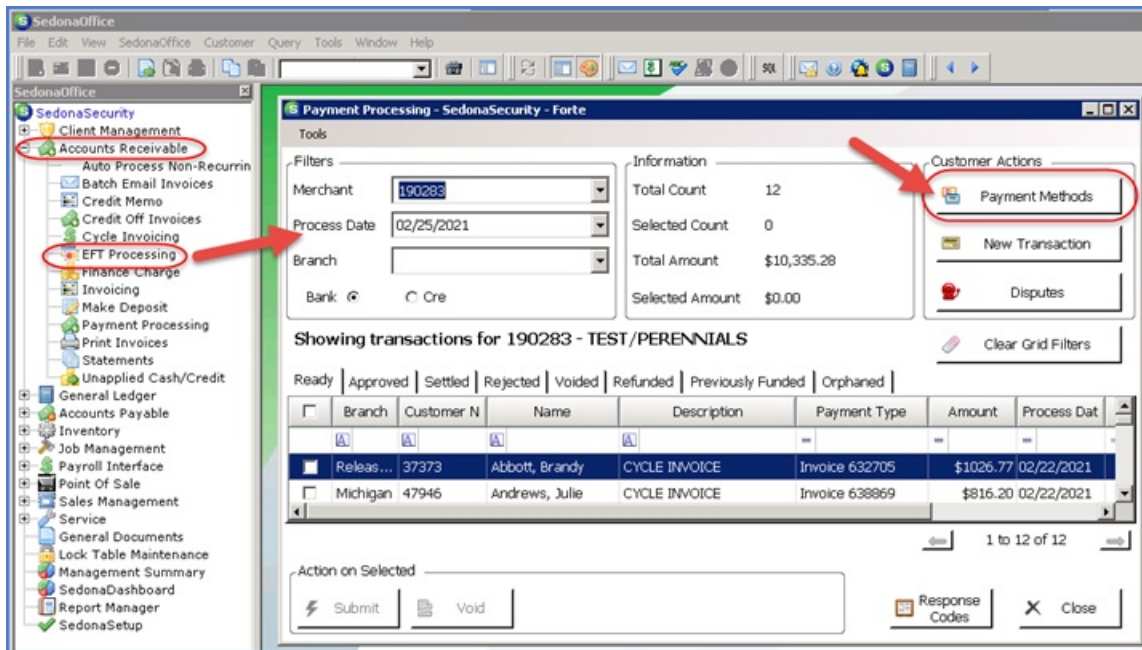 SedonaOffice
File Edit View SedonaOffice Customer Query Tools Window Help
SQL
SedonaOffice
SedonaSecurity
Client Management
Accounts Receivable
Auto Process Non-Recurrin
Batch Email Invoices
Credit Memo
Credit Off Invoices
Cycle Invoicing
EFT Processing
Finance Charge
Invoicing
Make Deposit
Payment Processing
Print Invoices
Statements
Unapplied Cash/Credit
General Ledger
Accounts Payable
Inventory
Job Management
Payroll Interface
Point Of Sale
Sales Management
Service
General Documents
Lock Table Maintenance
Management Summary
SedonaDashboard
Report Manager
SedonaSetup
Payment Processing - SedonaSecurity - Forte
Tools
Filters
Merchant 190283
Process Date 02/25/2021
Branch
Bank Cre
Information
Total Count 12
Selected Count 0
Total Amount $10,335.28
Selected Amount $0.00
Customer Actions
Payment Methods
New Transaction
Disputes
Showing transactions for 190283 - TEST/PERENNIALS
Clear Grid Filters
Ready Approved Settled Rejected Voided Refunded Previously Funded Orphaned
Branch Customer N Name Description Payment Type Amount Process Dat
A A A A = = =
Releas... 37373 Abbott, Brandy CYCLE INVOICE Invoice 632705 $1026.77 02/22/2021
Michigan 47946 Andrews, Julie CYCLE INVOICE Invoice 638869 $816.20 02/22/2021
1 to 12 of 12
Action on Selected
Submit Void
Response Codes
Close